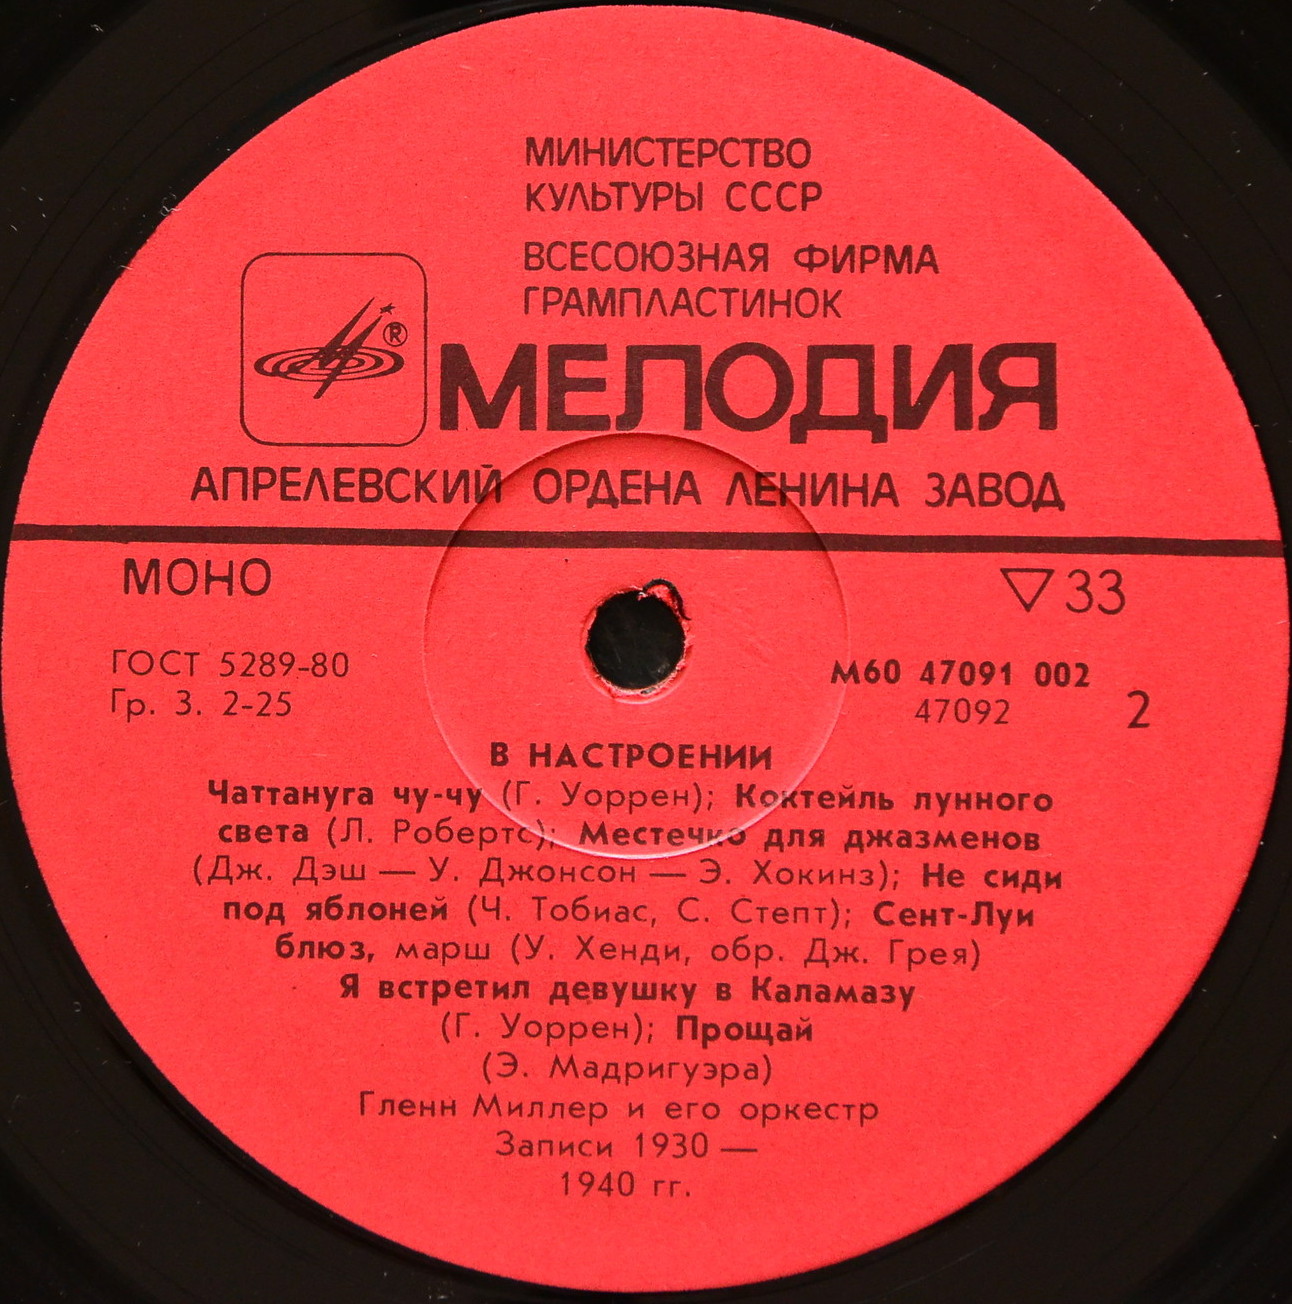 МИНИСТЕРСТВО
КУЛЬТУРЫ СССР
ВСЕСОЮЗНАЯ ФИРМА
ГРАМПЛАСТИНОК
®
МЕЛОДИЯ
АПРЕЛЕВСКИЙ ОРДЕНА ЛЕНИНА ЗАВОД
МОНО
▽33
ГОСТ 5289-80
Гр. 3. 2-25
М60 47091 002
47092
2
В НАСТРОЕНИИ
Чаттануга чу-чу (Г. Уоррен); Коктейль лунного
света (Л. Робертс); Местечко для джазменов
(Дж. Дэш — У. Джонсон — Э. Хокинз); Не сиди
под яблоней (Ч. Тобиас, С. Степт); Сент-Луи
блюз, марш (У. Хенди, обр. Дж. Грея)
Я встретил девушку в Каламазу
(Г. Уоррен); Прощай
(Э. Мадригуэра)
Гленн Миллер и его оркестр
Записи 1930 —
1940 гг.